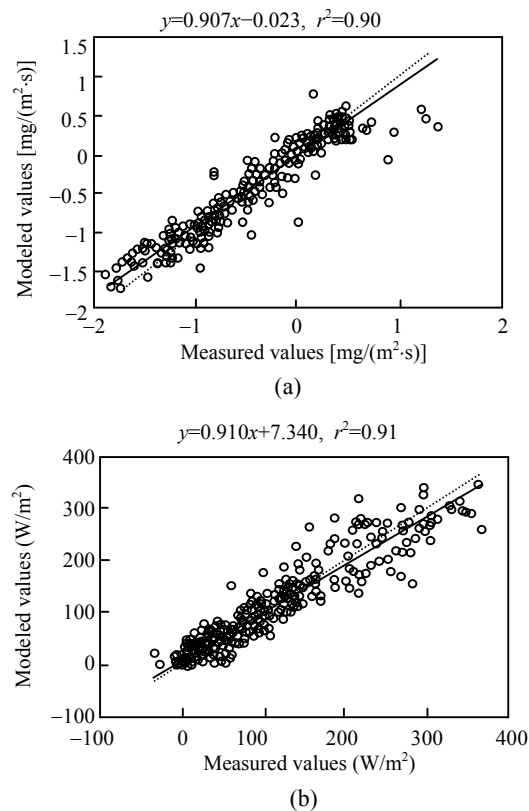 y=0.907x−0.023, r²=0.90
1.5
1
0.5
0
−0.5
−1
−1.5
−2
Modeled values [mg/(m²·s)]
−2 −1 0 1 2
Measured values [mg/(m²·s)]
(a)
y=0.910x+7.340, r²=0.91
400
300
200
100
0
−100
Modeled values (W/m²)
−100 0 100 200 300 400
Measured values (W/m²)
(b)